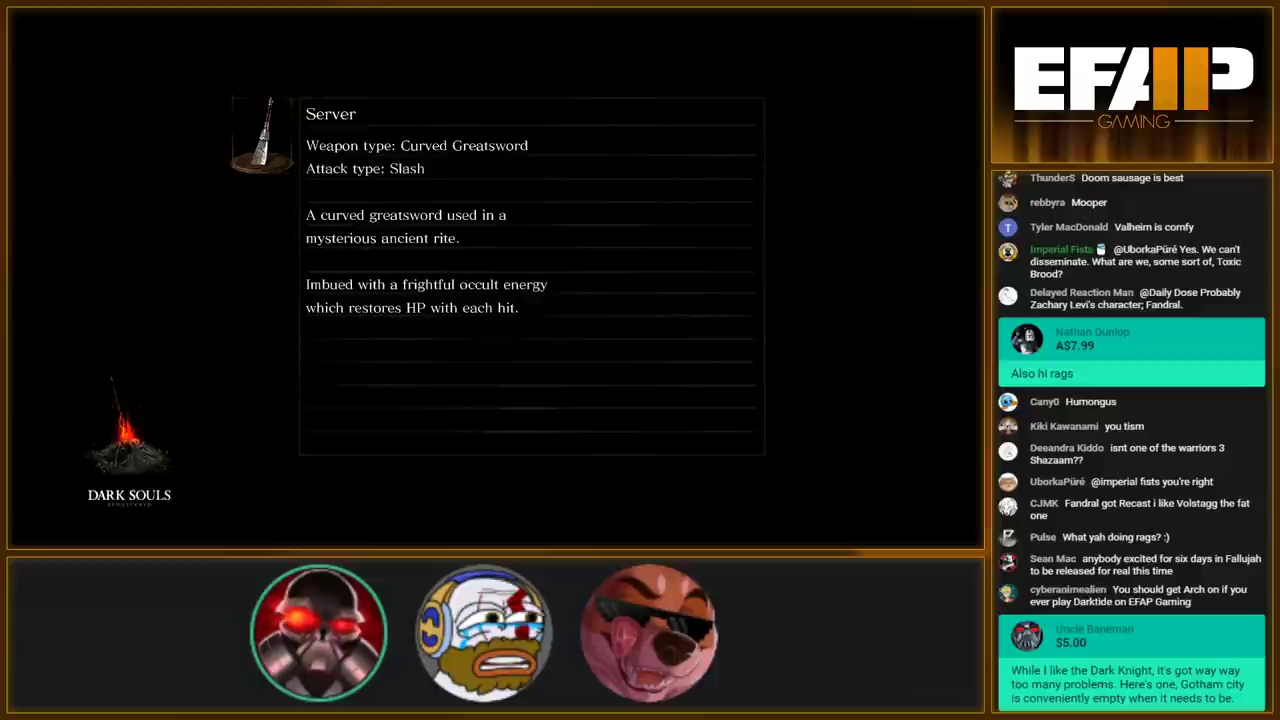 Server
Weapon type: Curved Greatsword
Attack type: Slash
A curved greatsword used in a
mysterious ancient rite.
Imbued with a frightful occult energy
which restores HP with each hit.
DARK SOULS
REMASTERED
EFAP
GAMING
ThunderS Doom sausage is best
rebbyra Mooper
Tyler MacDonald Valheim is comfy
Imperial Fists @UborkaPüré Yes. We can't
disseminate. What are we, some sort of, Toxic
Brood?
Delayed Reaction Man @Daily Dose Probably
Zachary Levi's character; Fandral.
Nathan Dunlop
A$7.99
Also hi rags
Cany0 Humongus
Kiki Kawanami you tism
Deeandra Kiddo isnt one of the warriors 3
Shazaam??
UborkaPüré @imperial fists you're right
CJMK Fandral got Recast i like Volstagg the fat
one
Pulse What yah doing rags? :)
Sean Mac anybody excited for six days in Fallujah
to be released for real this time
cyberanimealien You should get Arch on if you
ever play Darktide on EFAP Gaming
Uncle Baneman
$5.00
While I like the Dark Knight, it's got way way
too many problems. Here's one, Gotham city
is conveniently empty when it needs to be.